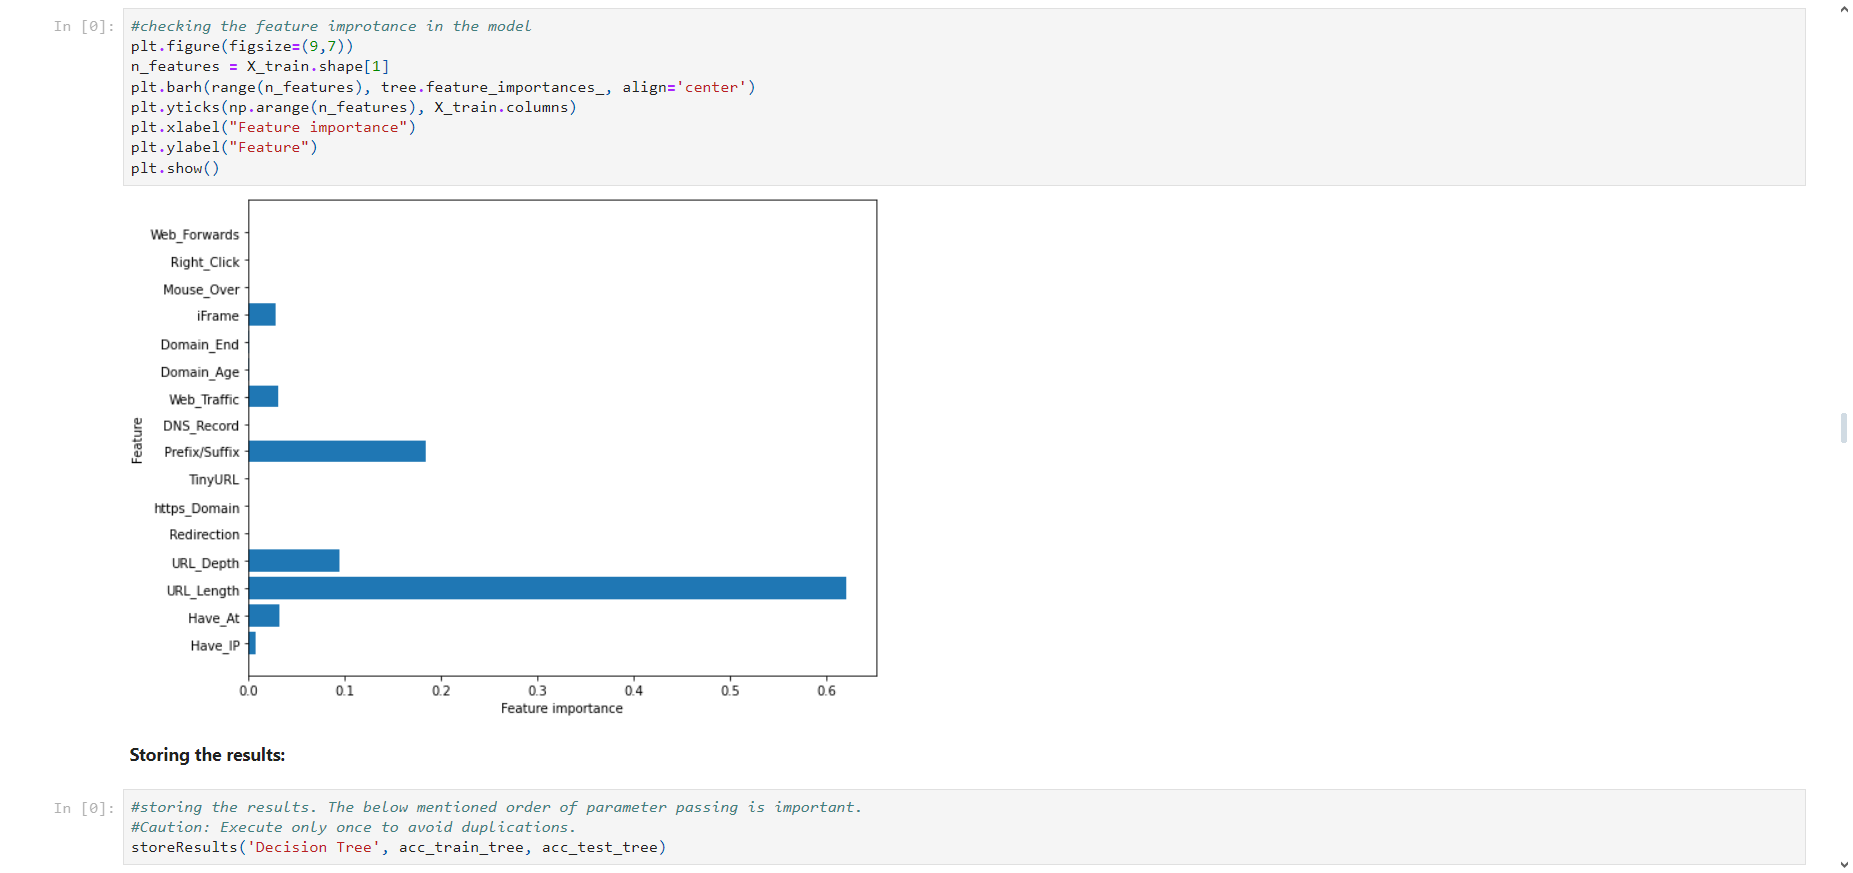 In [0]:
#checking the feature improtance in the model
plt.figure(figsize=(9,7))
n_features = X_train.shape[1]
plt.barh(range(n_features), tree.feature_importances_, align='center')
plt.yticks(np.arange(n_features), X_train.columns)
plt.xlabel("Feature importance")
plt.ylabel("Feature")
plt.show()
Feature
Web_Forwards
Right_Click
Mouse_Over
iFrame
Domain_End
Domain_Age
Web_Traffic
DNS_Record
Prefix/Suffix
TinyURL
https_Domain
Redirection
URL_Depth
URL_Length
Have_At
Have_IP
0.0 0.1 0.2 0.3 0.4 0.5 0.6
Feature importance
Storing the results:
In [0]:
#storing the results. The below mentioned order of parameter passing is important.
#Caution: Execute only once to avoid duplications.
storeResults('Decision Tree', acc_train_tree, acc_test_tree)